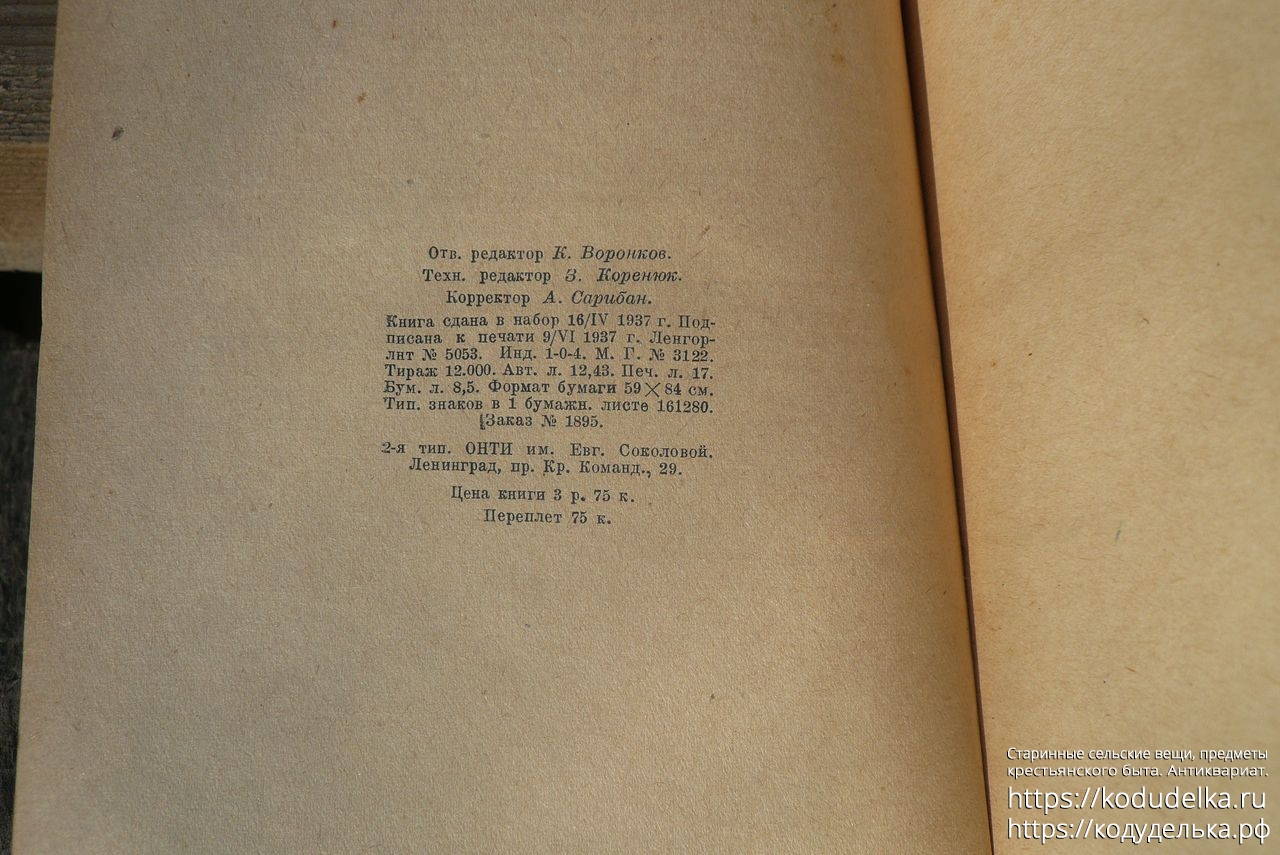 Отв. редактор К. Воронков.
Техн. редактор З. Коренюк.
Корректор А. Сарибан.
Книга сдана в набор 16/IV 1937 г. Под-
писана к печати 9/VI 1937 г. Ленгор-
лит № 5053. Инд. 1-0-4. М. Г. № 3122.
Тираж 12.000. Авт. л. 12,43. Печ. л. 17.
Бум. л. 8,5. Формат бумаги 59×84 см.
Тип. знаков в 1 бумажн. листе 161280.
Заказ № 1895.
2-я тип. ОНТИ им. Евг. Соколовой.
Ленинград, пр. Кр. Команд., 29.
Цена книги 3 р. 75 к.
Переплет 75 к.
Старинные сельские вещи, предметы
крестьянского быта. Антиквариат.
https://kodudelka.ru
https://кодуделька.рф